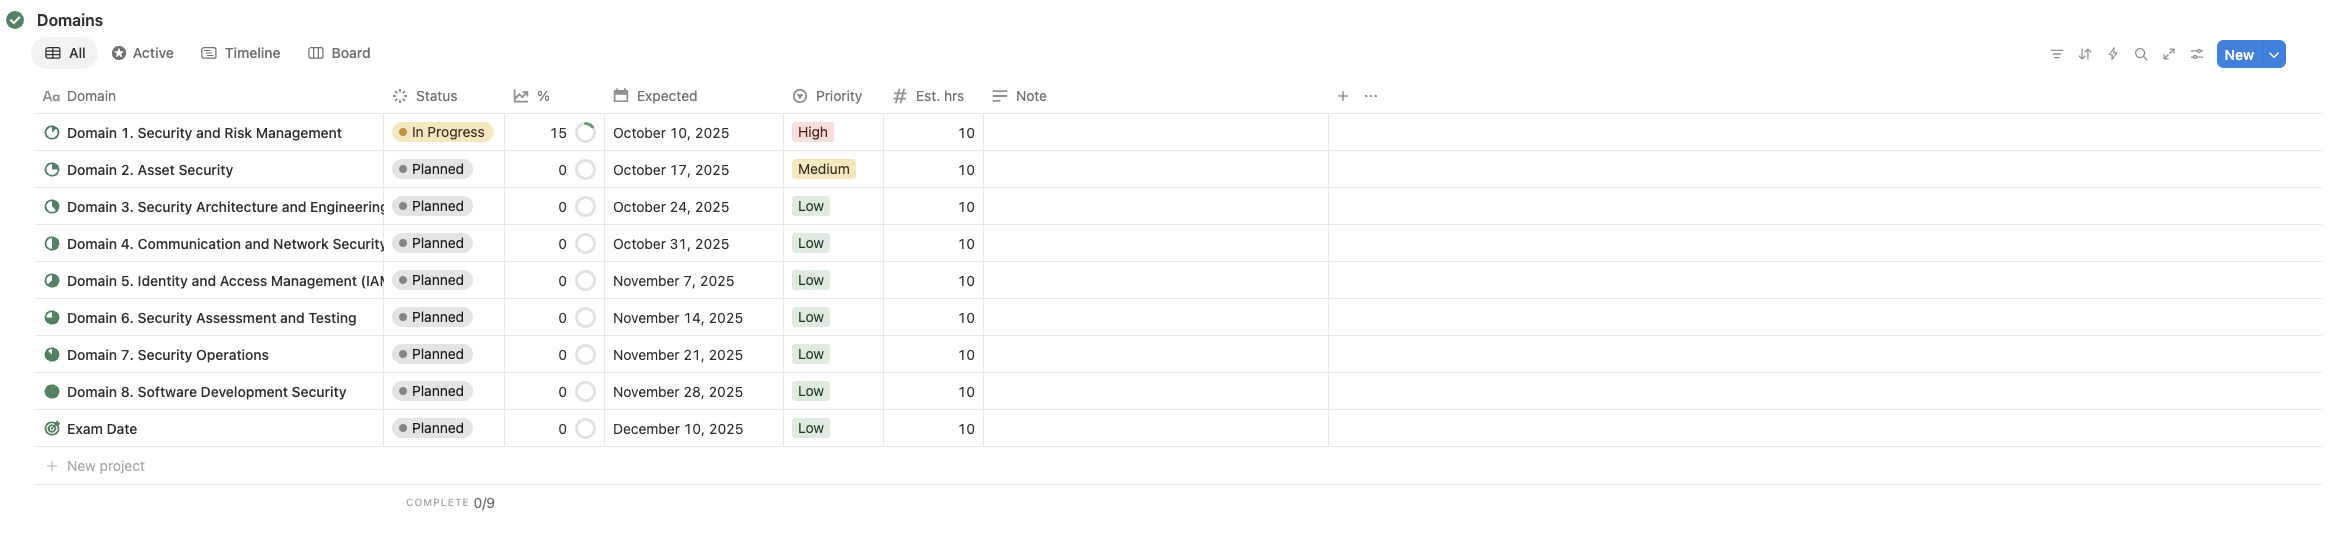 Domains
All Active Timeline Board New
Aa Domain Status % Expected Priority Est. hrs Note
Domain 1. Security and Risk Management In Progress 15 October 10, 2025 High 10
Domain 2. Asset Security Planned 0 October 17, 2025 Medium 10
Domain 3. Security Architecture and Engineering Planned 0 October 24, 2025 Low 10
Domain 4. Communication and Network Security Planned 0 October 31, 2025 Low 10
Domain 5. Identity and Access Management (IAM Planned 0 November 7, 2025 Low 10
Domain 6. Security Assessment and Testing Planned 0 November 14, 2025 Low 10
Domain 7. Security Operations Planned 0 November 21, 2025 Low 10
Domain 8. Software Development Security Planned 0 November 28, 2025 Low 10
Exam Date Planned 0 December 10, 2025 Low 10
+ New project
COMPLETE 0/9